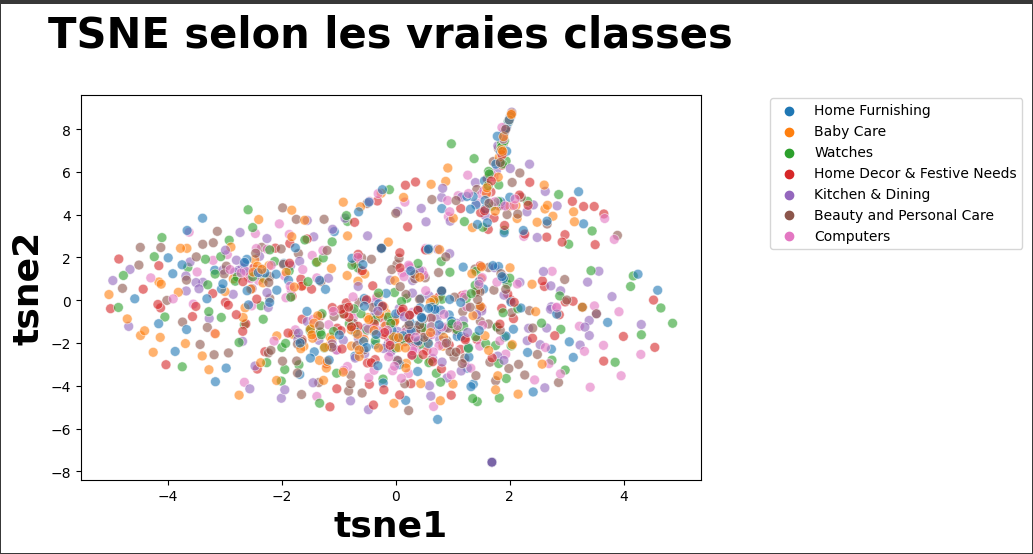 TSNE selon les vraies classes
Home Furnishing
Baby Care
Watches
Home Decor & Festive Needs
Kitchen & Dining
Beauty and Personal Care
Computers
tsne2
8
6
4
2
0
−2
−4
−6
−8
−4
−2
0
2
4
tsne1